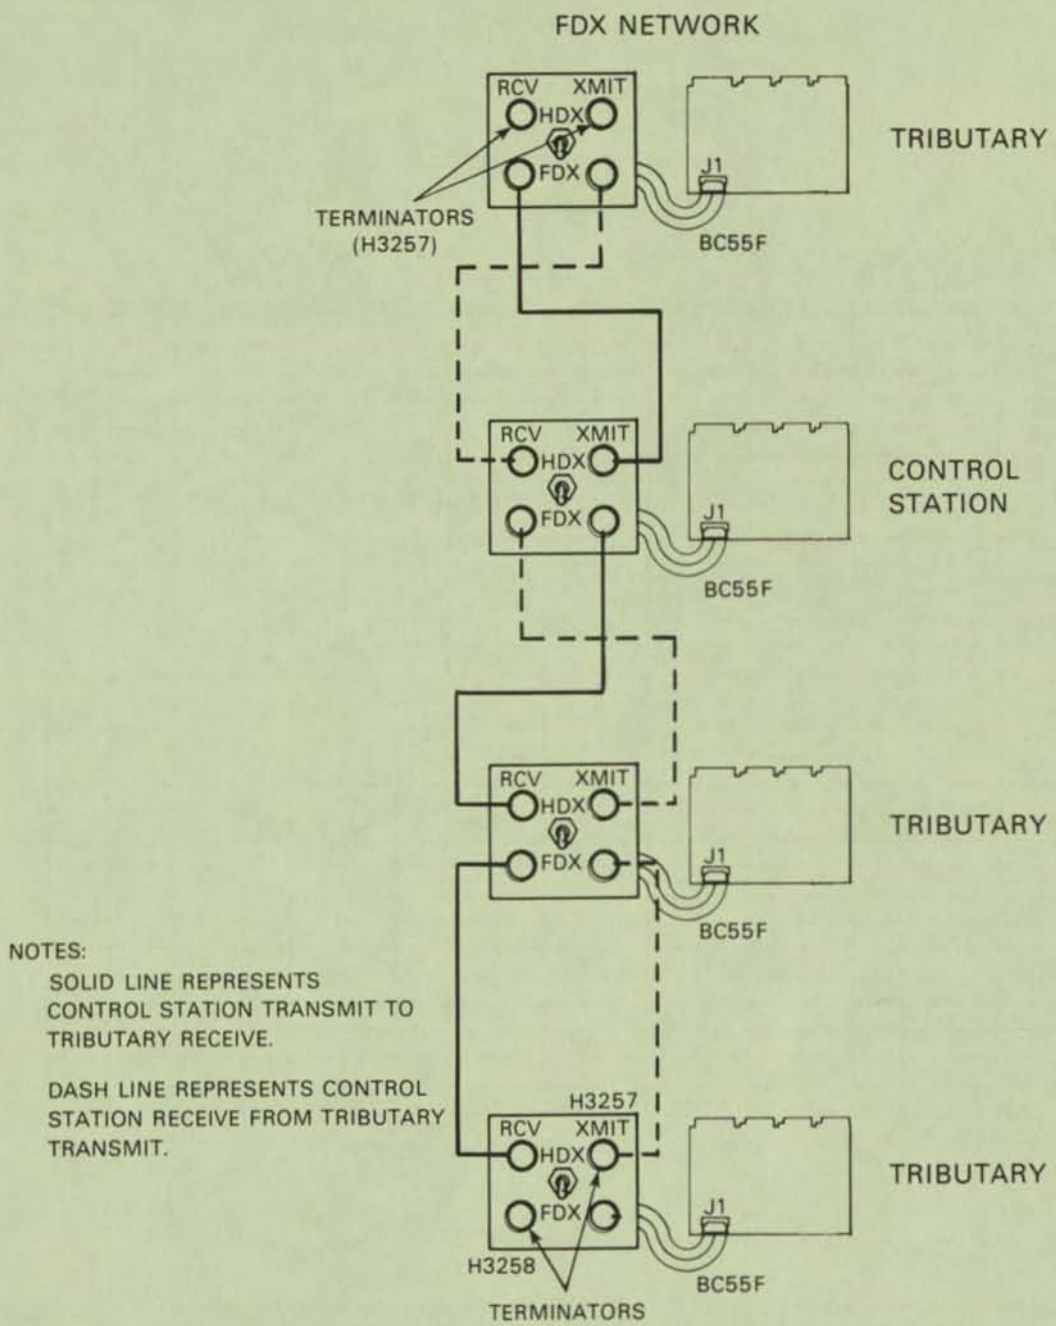 FDX NETWORK
RCV XMIT
HDX
FDX
TERMINATORS
(H3257)
J1
BC55F
TRIBUTARY
RCV XMIT
HDX
FDX
J1
BC55F
CONTROL
STATION
RCV XMIT
HDX
FDX
J1
BC55F
TRIBUTARY
NOTES:
SOLID LINE REPRESENTS
CONTROL STATION TRANSMIT TO
TRIBUTARY RECEIVE.
DASH LINE REPRESENTS CONTROL
STATION RECEIVE FROM TRIBUTARY
TRANSMIT.
H3257
RCV XMIT
HDX
FDX
H3258
TERMINATORS
J1
BC55F
TRIBUTARY